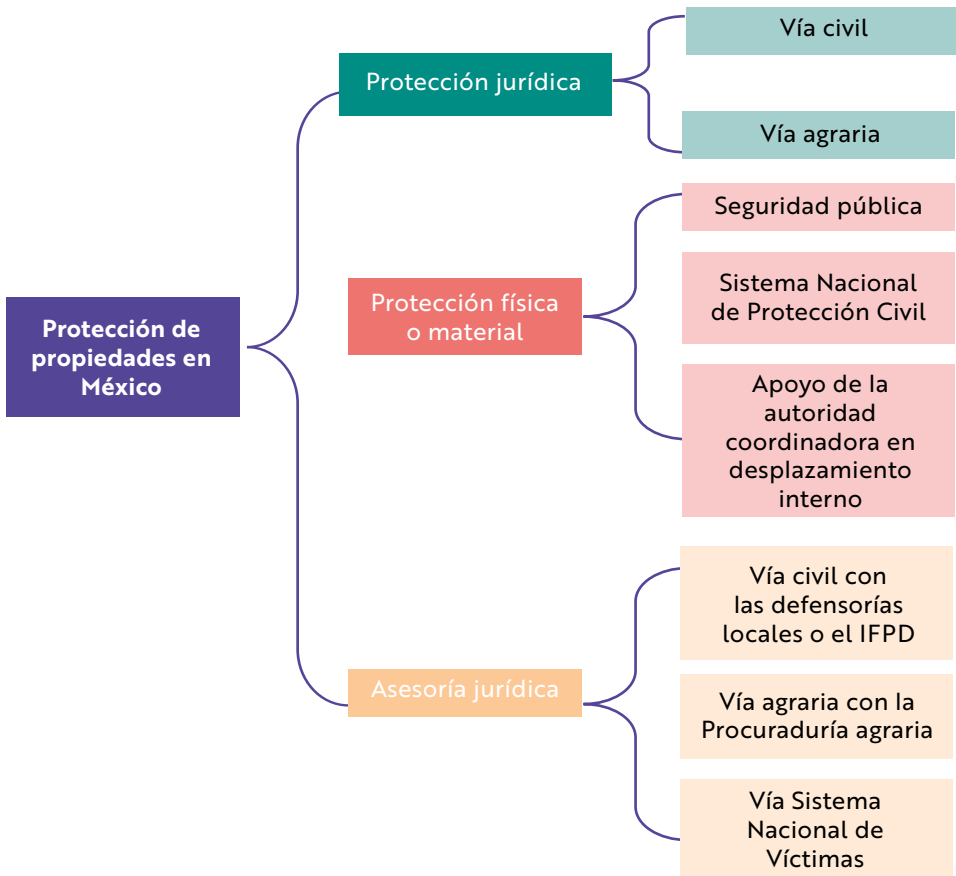 Protección de
propiedades en
México
Protección jurídica
Vía civil
Vía agraria
Protección física
o material
Seguridad pública
Sistema Nacional
de Protección Civil
Apoyo de la
autoridad
coordinadora en
desplazamiento
interno
Asesoría jurídica
Vía civil con
las defensorías
locales o el IFPD
Vía agraria con la
Procuraduría agraria
Vía Sistema
Nacional de
Víctimas